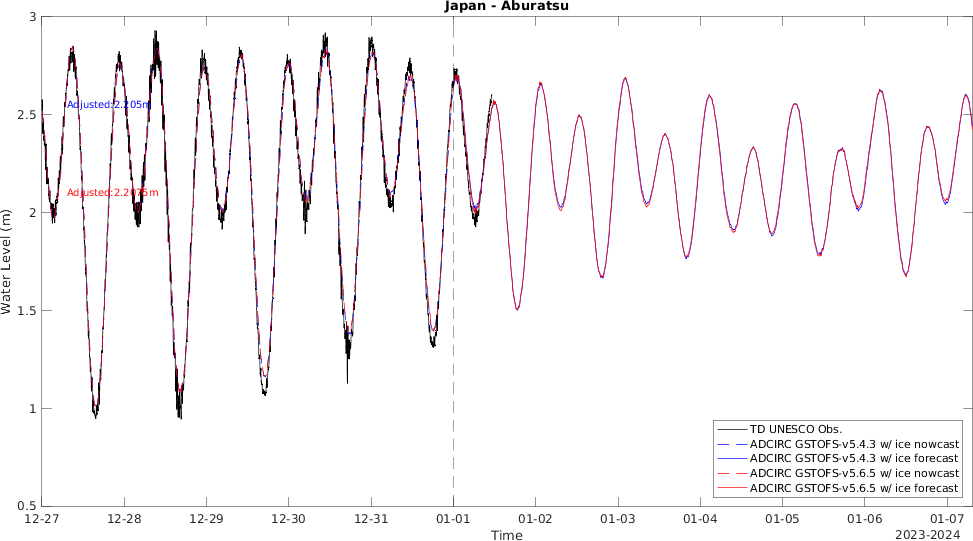 Japan - Aburatsu
3
2.5
2
1.5
1
0.5
Water Level (m)
Adjusted:2.205m
Adjusted:2.2075m
TD UNESCO Obs.
ADCIRC GSTOFS-v5.4.3 w/ ice nowcast
ADCIRC GSTOFS-v5.4.3 w/ ice forecast
ADCIRC GSTOFS-v5.6.5 w/ ice nowcast
ADCIRC GSTOFS-v5.6.5 w/ ice forecast
12-27 12-28 12-29 12-30 12-31 01-01 01-02 01-03 01-04 01-05 01-06 01-07
Time
2023-2024